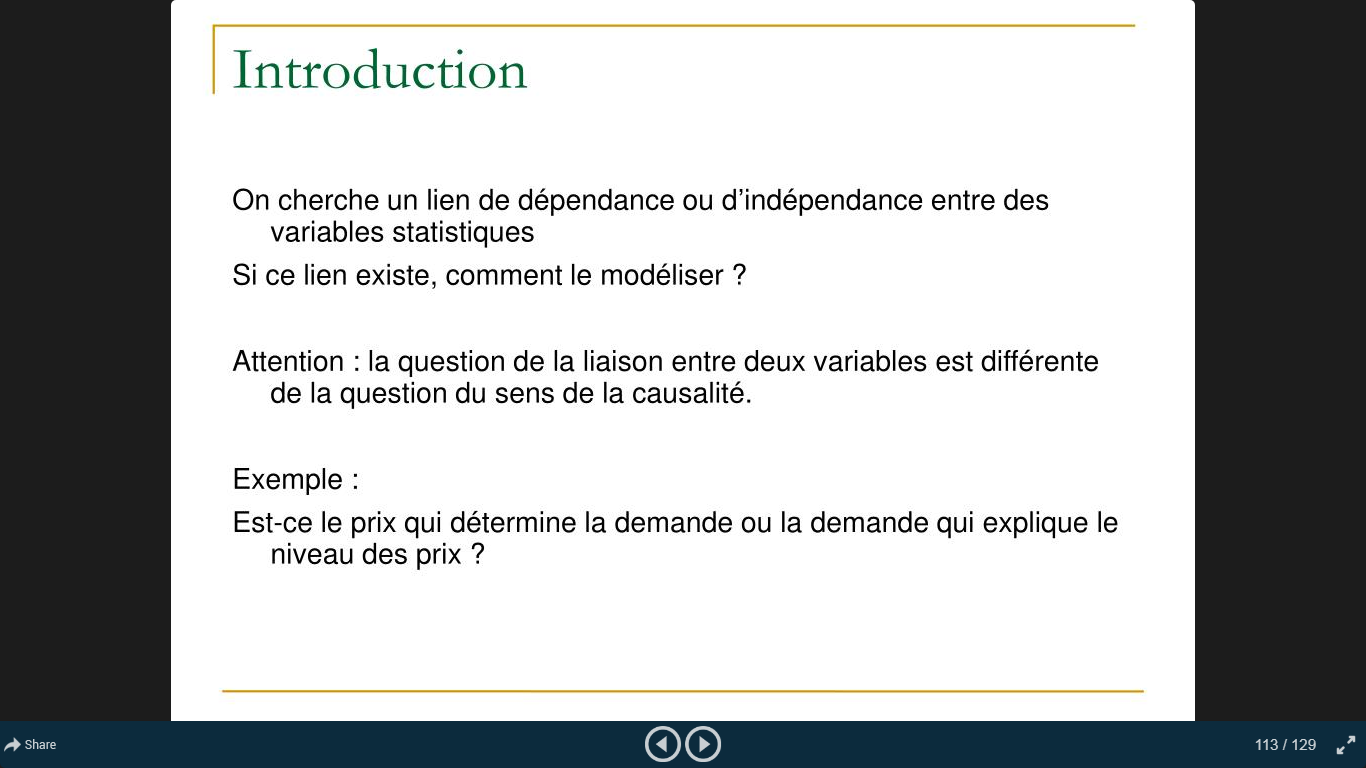 Introduction
On cherche un lien de dépendance ou d’indépendance entre des
variables statistiques
Si ce lien existe, comment le modéliser ?
Attention : la question de la liaison entre deux variables est différente
de la question du sens de la causalité.
Exemple :
Est-ce le prix qui détermine la demande ou la demande qui explique le
niveau des prix ?
Share
113 / 129